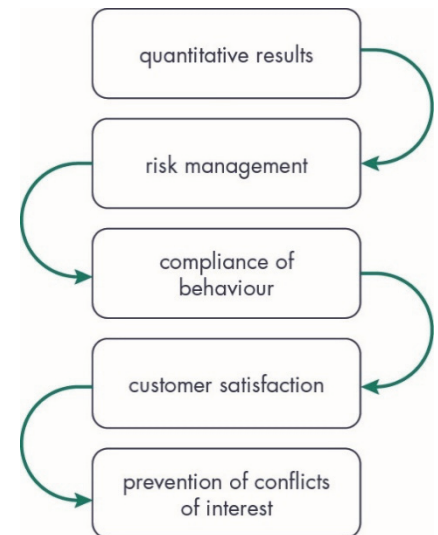 quantitative results
risk management
compliance of
behaviour
customer satisfaction
prevention of conflicts
of interest